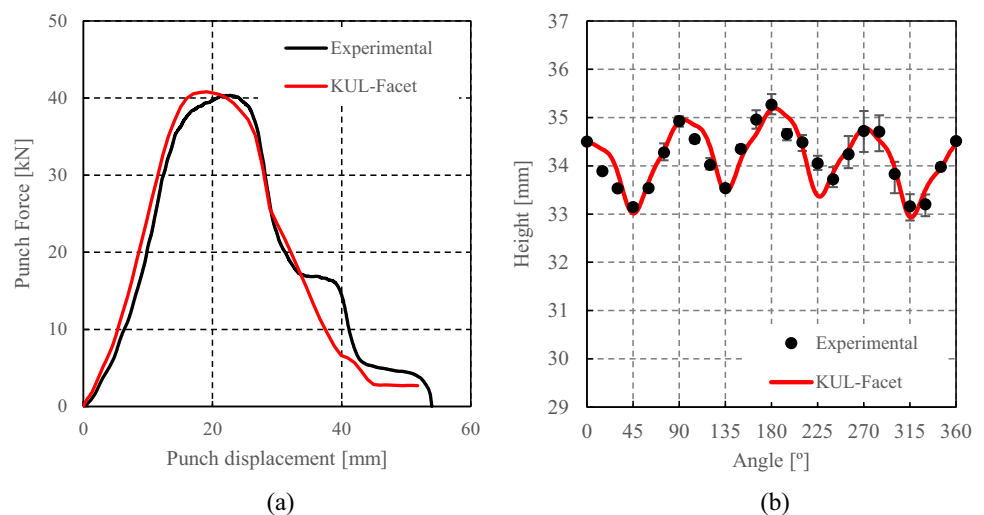 50
40
30
20
10
0
0 20 40 60
Punch Force [kN]
Punch displacement [mm]
Experimental
KUL-Facet
(a)
37
36
35
34
33
32
31
30
29
0 45 90 135 180 225 270 315 360
Height [mm]
Angle [º]
Experimental
KUL-Facet
(b)